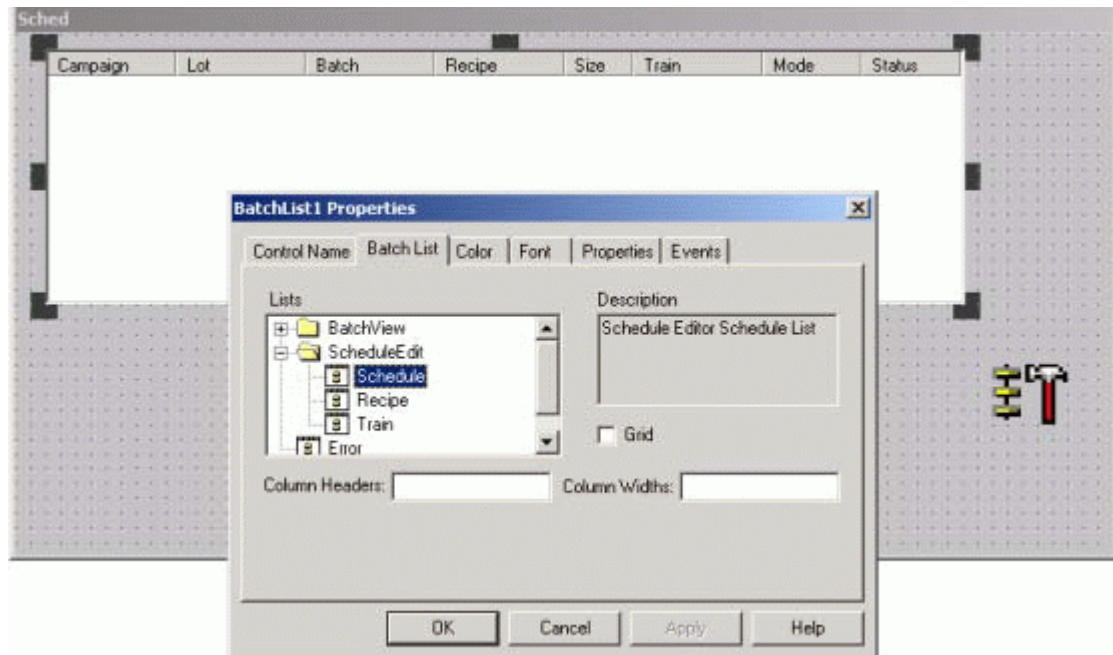 Sched
Campaign Lot Batch Recipe Size Train Mode Status
BatchList1 Properties
Control Name Batch List Color Font Properties Events
Lists Description
BatchView Schedule Editor Schedule List
ScheduleEdit
Schedule
Recipe
Train Grid
Error
Column Headers: Column Widths:
OK Cancel Apply Help